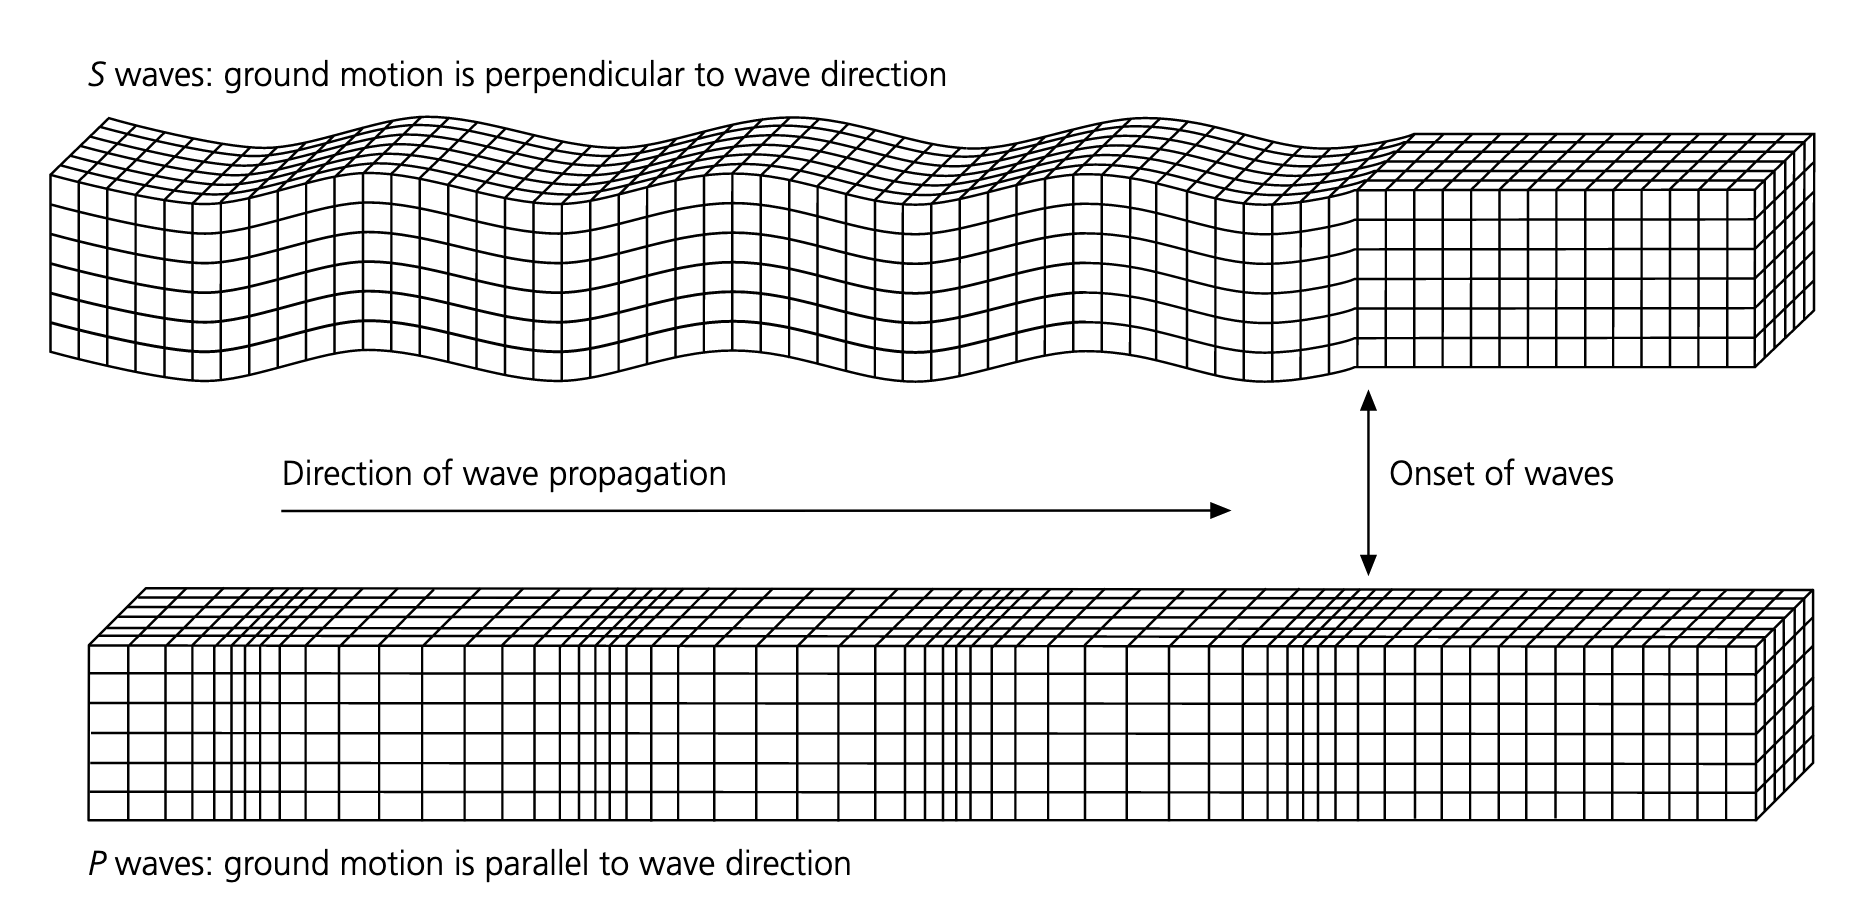 S waves: ground motion is perpendicular to wave direction
Direction of wave propagation
Onset of waves
P waves: ground motion is parallel to wave direction